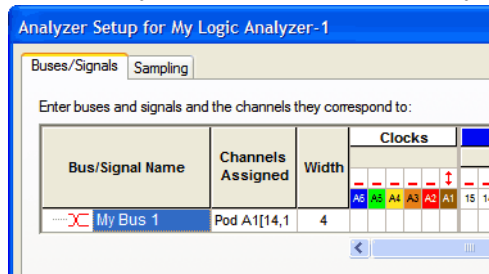 Analyzer Setup for My Logic Analyzer-1
Buses/Signals Sampling
Enter buses and signals and the channels they correspond to:
Bus/Signal Name Channels Assigned Width Clocks
A6 A5 A4 A3 A2 A1 15
My Bus 1 Pod A1[14,1 4